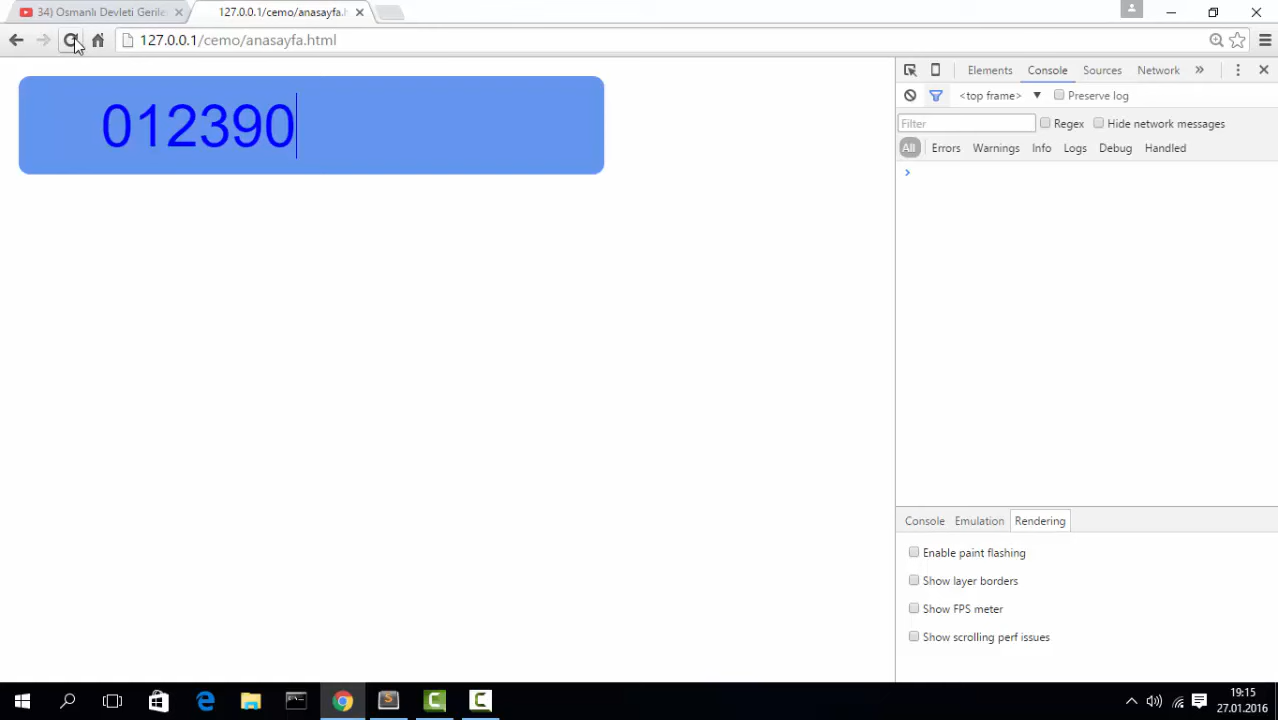 34) Osmanlı Devleti Gerile
127.0.0.1/cemo/anasayfa.h
127.0.0.1/cemo/anasayfa.html
012390
Elements Console Sources Network »
<top frame> ▼ Preserve log
Filter Regex Hide network messages
All Errors Warnings Info Logs Debug Handled
›
Console Emulation Rendering
Enable paint flashing
Show layer borders
Show FPS meter
Show scrolling perf issues
19:15
27.01.2016